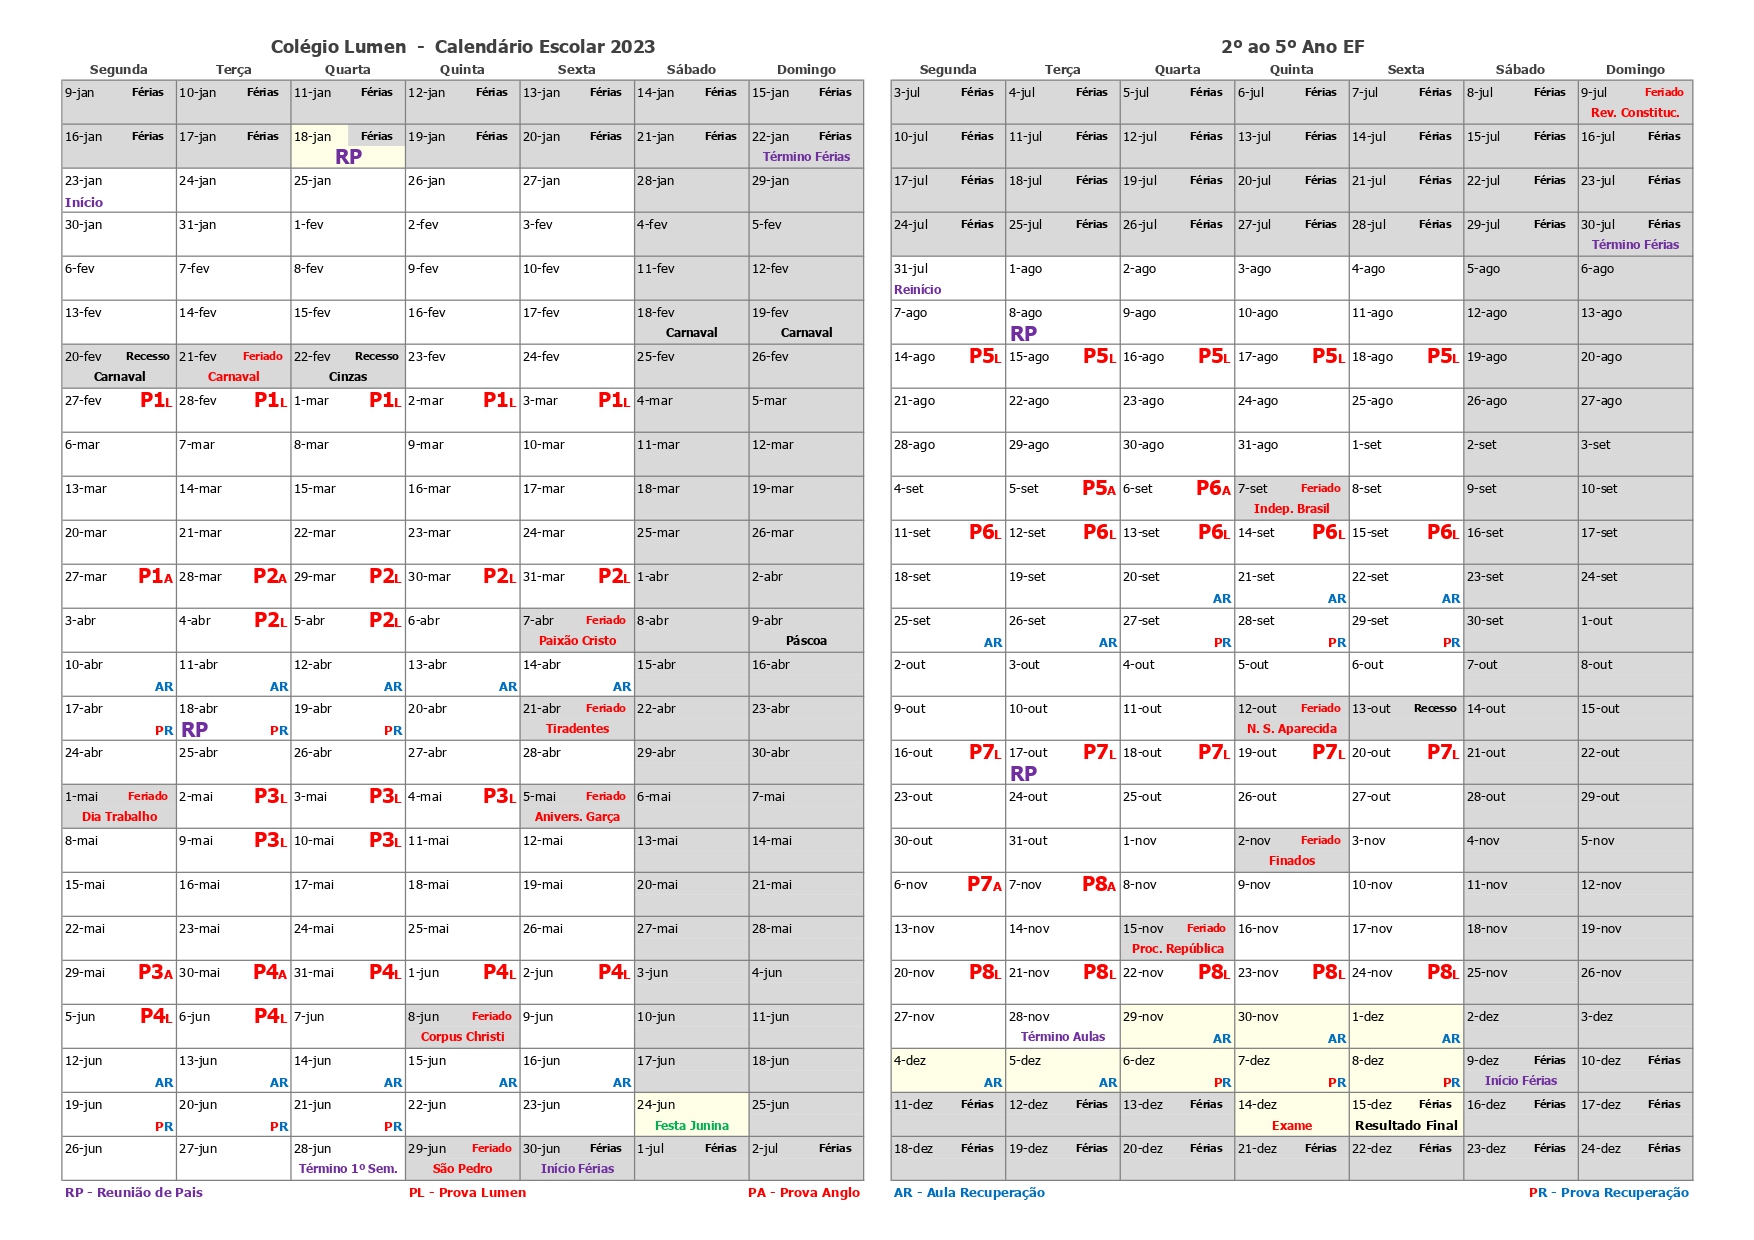 Colégio Lumen  -  Calendário Escolar 2023
Segunda Terça Quarta Quinta Sexta Sábado Domingo
9-jan Férias 10-jan Férias 11-jan Férias 12-jan Férias 13-jan Férias 14-jan Férias 15-jan Férias
16-jan Férias 17-jan Férias 18-jan Férias 19-jan Férias 20-jan Férias 21-jan Férias 22-jan Férias
RP Término Férias
23-jan 24-jan 25-jan 26-jan 27-jan 28-jan 29-jan
Início
30-jan 31-jan 1-fev 2-fev 3-fev 4-fev 5-fev
6-fev 7-fev 8-fev 9-fev 10-fev 11-fev 12-fev
13-fev 14-fev 15-fev 16-fev 17-fev 18-fev 19-fev
Carnaval Carnaval
20-fev Recesso 21-fev Feriado 22-fev Recesso 23-fev 24-fev 25-fev 26-fev
Carnaval Carnaval Cinzas
27-fev P1L 28-fev P1L 1-mar P1L 2-mar P1L 3-mar P1L 4-mar 5-mar
6-mar 7-mar 8-mar 9-mar 10-mar 11-mar 12-mar
13-mar 14-mar 15-mar 16-mar 17-mar 18-mar 19-mar
20-mar 21-mar 22-mar 23-mar 24-mar 25-mar 26-mar
27-mar P1A 28-mar P2A 29-mar P2L 30-mar P2L 31-mar P2L 1-abr 2-abr
3-abr 4-abr P2L 5-abr P2L 6-abr 7-abr Feriado 8-abr 9-abr
Paixão Cristo Páscoa
10-abr 11-abr 12-abr 13-abr 14-abr 15-abr 16-abr
AR AR AR AR AR
17-abr 18-abr 19-abr 20-abr 21-abr Feriado 22-abr 23-abr
PR RP PR PR Tiradentes
24-abr 25-abr 26-abr 27-abr 28-abr 29-abr 30-abr
1-mai Feriado 2-mai P3L 3-mai P3L 4-mai P3L 5-mai Feriado 6-mai 7-mai
Dia Trabalho Anivers. Garça
8-mai 9-mai P3L 10-mai P3L 11-mai 12-mai 13-mai 14-mai
15-mai 16-mai 17-mai 18-mai 19-mai 20-mai 21-mai
22-mai 23-mai 24-mai 25-mai 26-mai 27-mai 28-mai
29-mai P3A 30-mai P4A 31-mai P4L 1-jun P4L 2-jun P4L 3-jun 4-jun
5-jun P4L 6-jun P4L 7-jun 8-jun Feriado 9-jun 10-jun 11-jun
Corpus Christi
12-jun 13-jun 14-jun 15-jun 16-jun 17-jun 18-jun
AR AR AR AR AR
19-jun 20-jun 21-jun 22-jun 23-jun 24-jun 25-jun
PR PR PR Festa Junina
26-jun 27-jun 28-jun 29-jun Feriado 30-jun Férias 1-jul Férias 2-jul Férias
Término 1º Sem. São Pedro Início Férias
RP - Reunião de Pais PL - Prova Lumen PA - Prova Anglo
2º ao 5º Ano EF
Segunda Terça Quarta Quinta Sexta Sábado Domingo
3-jul Férias 4-jul Férias 5-jul Férias 6-jul Férias 7-jul Férias 8-jul Férias 9-jul Feriado
Rev. Constituc.
10-jul Férias 11-jul Férias 12-jul Férias 13-jul Férias 14-jul Férias 15-jul Férias 16-jul Férias
17-jul Férias 18-jul Férias 19-jul Férias 20-jul Férias 21-jul Férias 22-jul Férias 23-jul Férias
24-jul Férias 25-jul Férias 26-jul Férias 27-jul Férias 28-jul Férias 29-jul Férias 30-jul Férias
Término Férias
31-jul 1-ago 2-ago 3-ago 4-ago 5-ago 6-ago
Reinício
7-ago 8-ago 9-ago 10-ago 11-ago 12-ago 13-ago
RP
14-ago P5L 15-ago P5L 16-ago P5L 17-ago P5L 18-ago P5L 19-ago 20-ago
21-ago 22-ago 23-ago 24-ago 25-ago 26-ago 27-ago
28-ago 29-ago 30-ago 31-ago 1-set 2-set 3-set
4-set 5-set P5A 6-set P6A 7-set Feriado 8-set 9-set 10-set
Indep. Brasil
11-set P6L 12-set P6L 13-set P6L 14-set P6L 15-set P6L 16-set 17-set
18-set 19-set 20-set 21-set 22-set 23-set 24-set
AR AR AR
25-set 26-set 27-set 28-set 29-set 30-set 1-out
AR AR PR PR PR
2-out 3-out 4-out 5-out 6-out 7-out 8-out
9-out 10-out 11-out 12-out Feriado 13-out Recesso 14-out 15-out
N. S. Aparecida
16-out P7L 17-out P7L 18-out P7L 19-out P7L 20-out P7L 21-out 22-out
RP
23-out 24-out 25-out 26-out 27-out 28-out 29-out
30-out 31-out 1-nov 2-nov Feriado 3-nov 4-nov 5-nov
Finados
6-nov P7A 7-nov P8A 8-nov 9-nov 10-nov 11-nov 12-nov
13-nov 14-nov 15-nov Feriado 16-nov 17-nov 18-nov 19-nov
Proc. República
20-nov P8L 21-nov P8L 22-nov P8L 23-nov P8L 24-nov P8L 25-nov 26-nov
27-nov 28-nov 29-nov 30-nov 1-dez 2-dez 3-dez
Término Aulas AR AR AR
4-dez 5-dez 6-dez 7-dez 8-dez 9-dez Férias 10-dez Férias
AR AR PR PR PR Início Férias
11-dez Férias 12-dez Férias 13-dez Férias 14-dez 15-dez Férias 16-dez Férias 17-dez Férias
Exame Resultado Final
18-dez Férias 19-dez Férias 20-dez Férias 21-dez Férias 22-dez Férias 23-dez Férias 24-dez Férias
AR - Aula Recuperação PR - Prova Recuperação